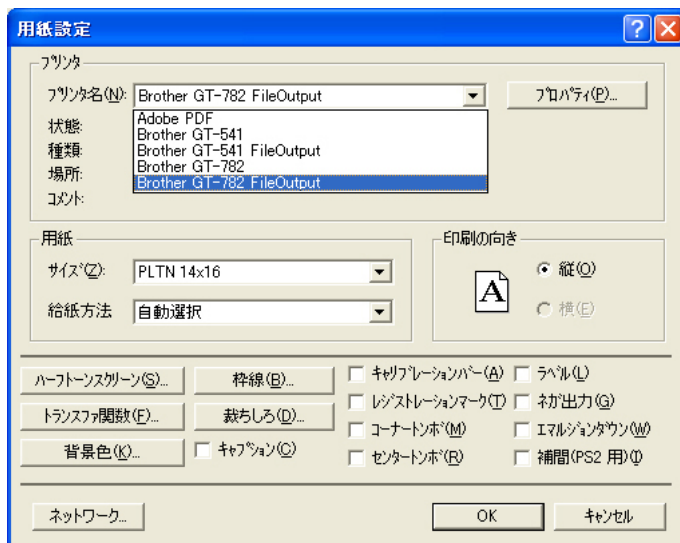 用紙設定
プリンタ
プリンタ名(N): Brother GT-782 FileOutput プロパティ(P)...
Adobe PDF
状態: Brother GT-541
種類: Brother GT-541 FileOutput
場所: Brother GT-782
Brother GT-782 FileOutput
コメント:
用紙 印刷の向き
サイズ(Z): PLTN 14x16 縦(O)
給紙方法 自動選択 A 横(E)
ハーフトーンスクリーン(S)... 枠線(B)... キャリブレーションバー(A) ラベル(L)
トランスファ関数(F)... 裁ちしろ(D)... レジストレーションマーク(T) ネガ出力(G)
背景色(K)... キャプション(C) コーナートンボ(M) エマルジョンダウン(W)
センタートンボ(R) 補間(PS2 用)(I)
ネットワーク... OK キャンセル